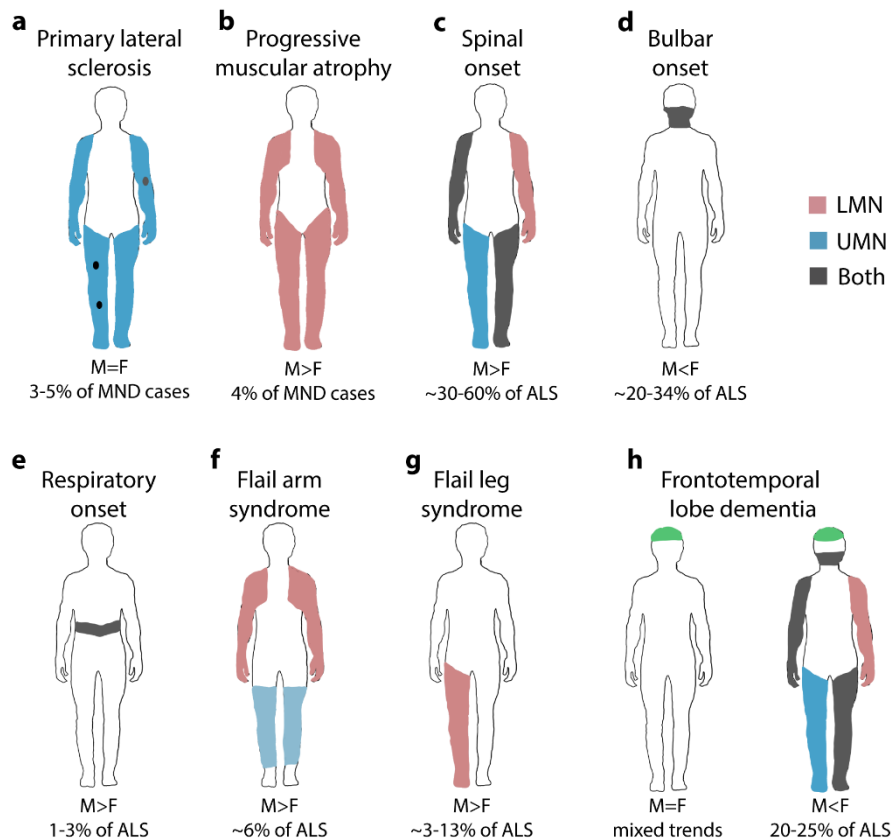 a
Primary lateral
sclerosis
M=F
3-5% of MND cases
b
Progressive
muscular atrophy
M>F
4% of MND cases
c
Spinal
onset
M>F
~30-60% of ALS
d
Bulbar
onset
M<F
~20-34% of ALS
LMN
UMN
Both
e
Respiratory
onset
M>F
1-3% of ALS
f
Flail arm
syndrome
M>F
~6% of ALS
g
Flail leg
syndrome
M>F
~3-13% of ALS
h
Frontotemporal
lobe dementia
M=F
mixed trends
M<F
20-25% of ALS